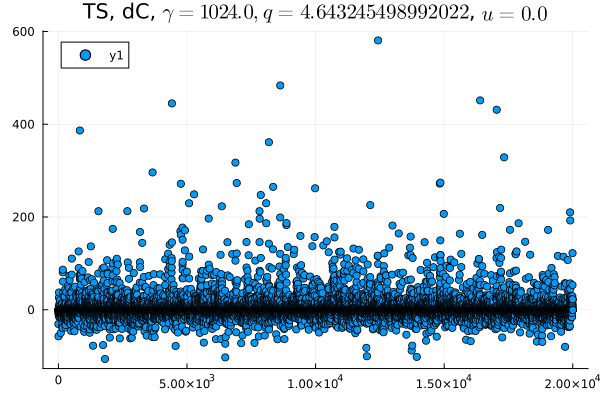 TS, dC, γ = 1024.0, q = 4.643245498992022, u = 0.0
600
y1
400
200
0
0 5.00×10³ 1.00×10⁴ 1.50×10⁴ 2.00×10⁴